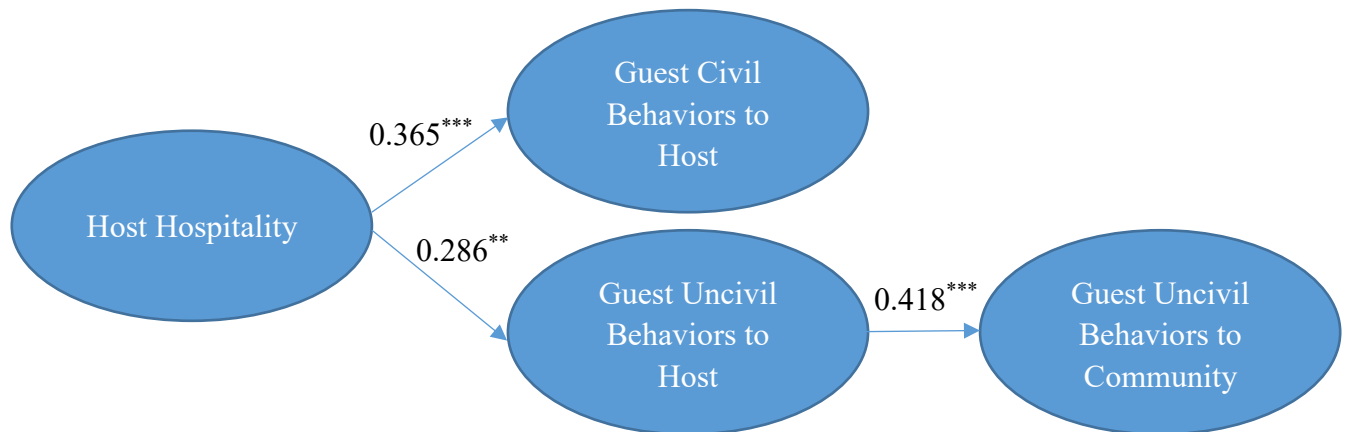 Host Hospitality
0.365***
0.286**
Guest Civil
Behaviors to
Host
Guest Uncivil
Behaviors to
Host
0.418***
Guest Uncivil
Behaviors to
Community